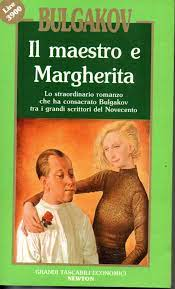 Lire
3900
BULGAKOV
Il maestro e
Margherita
Lo straordinario romanzo
che ha consacrato Bulgakov
tra i grandi scrittori del Novecento
GRANDI TASCABILI ECONOMICI
NEWTON